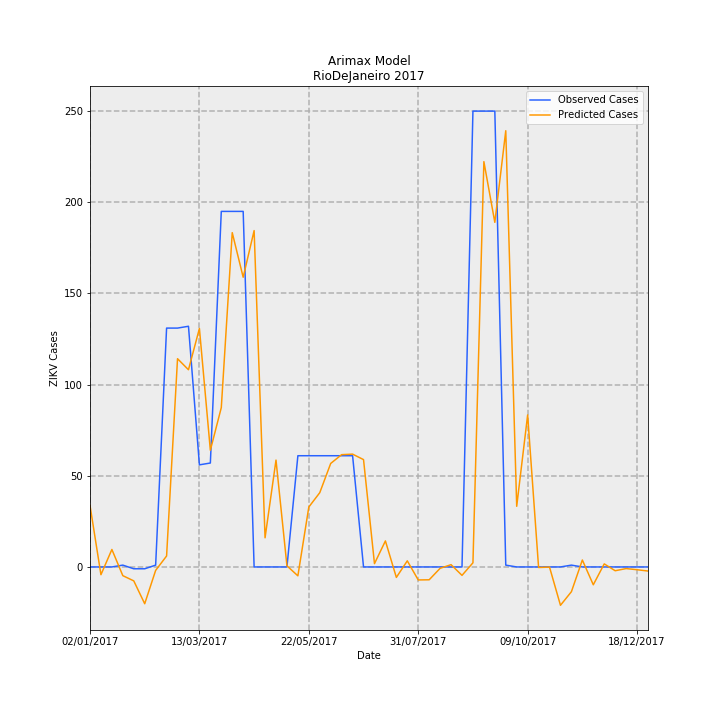 Arimax Model
RioDeJaneiro 2017
Observed Cases
Predicted Cases
250
200
150
100
50
0
ZIKV Cases
02/01/2017
13/03/2017
22/05/2017
31/07/2017
09/10/2017
18/12/2017
Date